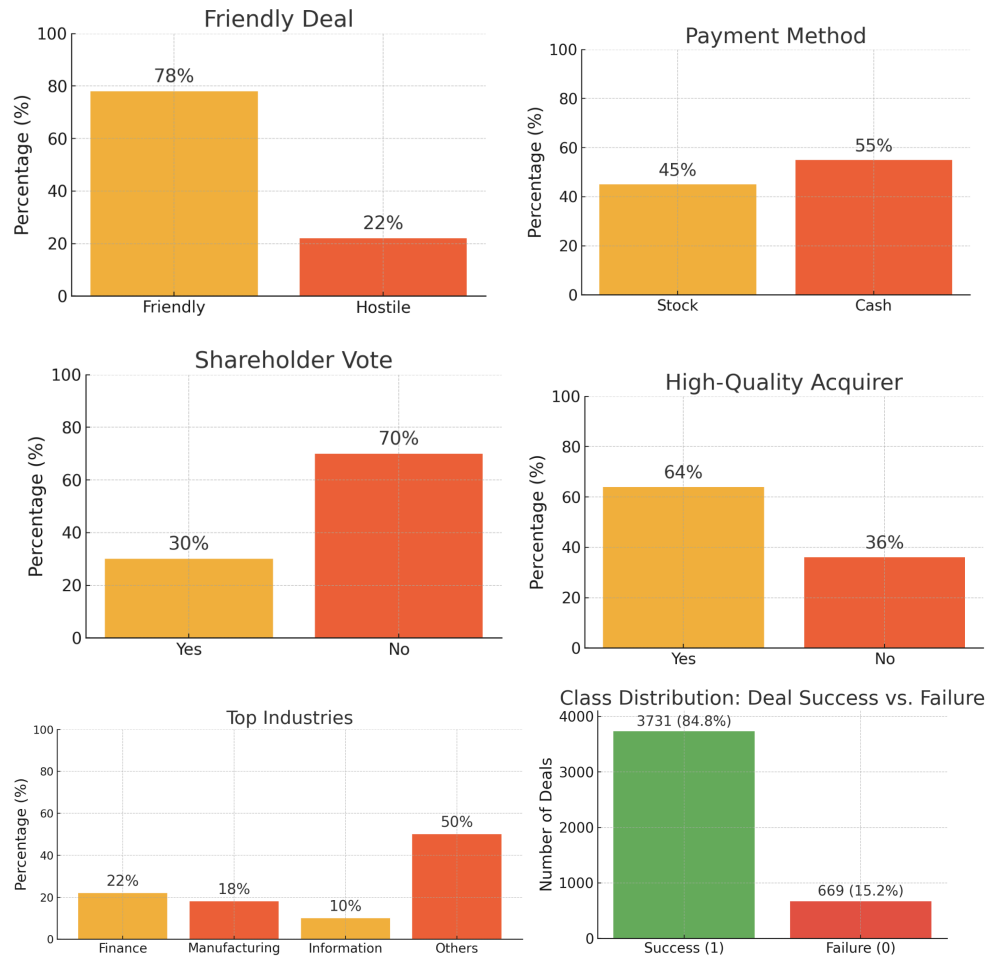 Friendly Deal
Percentage (%)
100
80
60
40
20
0
78%
22%
Friendly
Hostile
Payment Method
Percentage (%)
100
80
60
40
20
0
45%
55%
Stock
Cash
Shareholder Vote
Percentage (%)
100
80
60
40
20
0
30%
70%
Yes
No
High-Quality Acquirer
Percentage (%)
100
80
60
40
20
0
64%
36%
Yes
No
Top Industries
Percentage (%)
100
80
60
40
20
0
22%
18%
10%
50%
Finance
Manufacturing
Information
Others
Class Distribution: Deal Success vs. Failure
Number of Deals
4000
3000
2000
1000
0
3731 (84.8%)
669 (15.2%)
Success (1)
Failure (0)